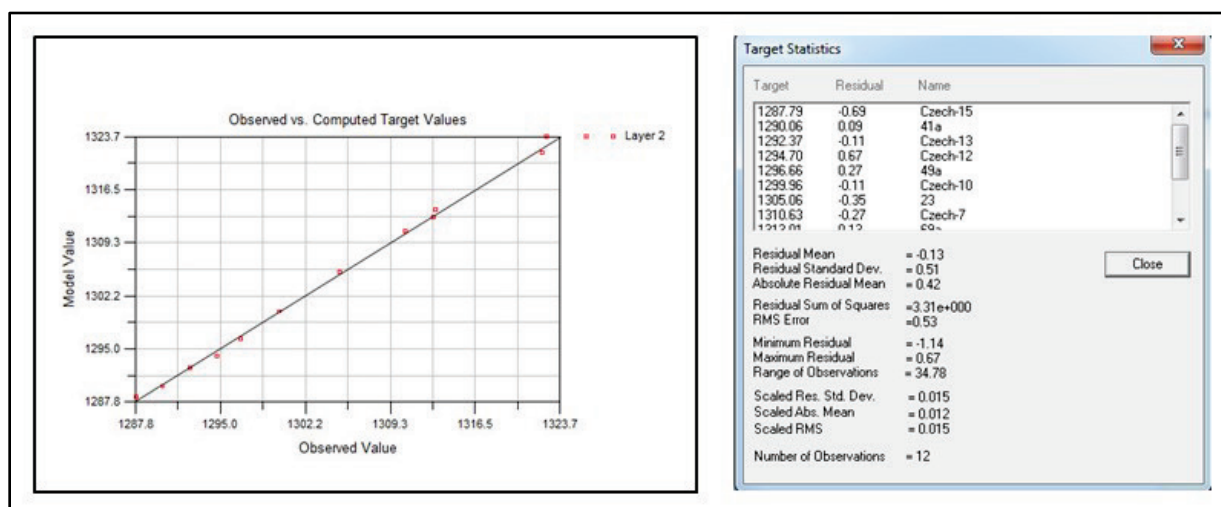 Observed vs. Computed Target Values
1323.7
1316.5
1309.3
1302.2
1295.0
1287.8
Model Value
1287.8 1295.0 1302.2 1309.3 1316.5 1323.7
Observed Value
Layer 2
Target Statistics
Target Residual Name
1287.79 -0.69 Czech-15
1290.06 0.09 41a
1292.37 -0.11 Czech-13
1294.70 0.67 Czech-12
1296.66 0.27 49a
1299.96 -0.11 Czech-10
1305.06 -0.35 23
1310.63 -0.27 Czech-7
Residual Mean = -0.13
Residual Standard Dev. = 0.51
Absolute Residual Mean = 0.42
Residual Sum of Squares =3.31e+000
RMS Error =0.53
Minimum Residual = -1.14
Maximum Residual = 0.67
Range of Observations = 34.78
Scaled Res. Std. Dev. = 0.015
Scaled Abs. Mean = 0.012
Scaled RMS = 0.015
Number of Observations = 12
Close